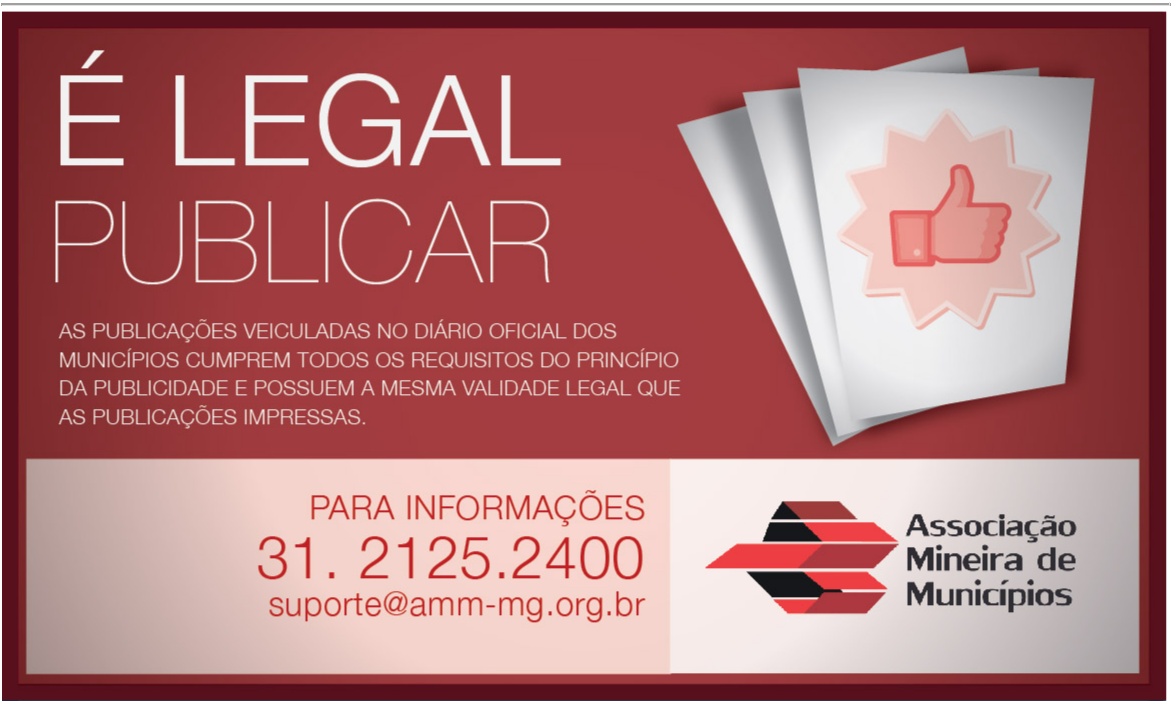 É LEGAL
PUBLICAR
AS PUBLICAÇÕES VEICULADAS NO DIÁRIO OFICIAL DOS
MUNICÍPIOS CUMPREM TODOS OS REQUISITOS DO PRINCÍPIO
DA PUBLICIDADE E POSSUEM A MESMA VALIDADE LEGAL QUE
AS PUBLICAÇÕES IMPRESSAS.
PARA INFORMAÇÕES
31. 2125.2400
suporte@amm-mg.org.br
Associação
Mineira de
Municípios